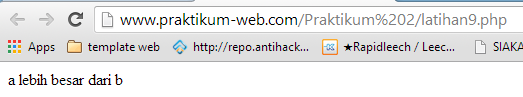 www.praktikum-web.com/Praktikum%202/latihan9.php
Apps template web http://repo.antihack... ★Rapidleech / Leec... SIAKA
a lebih besar dari b